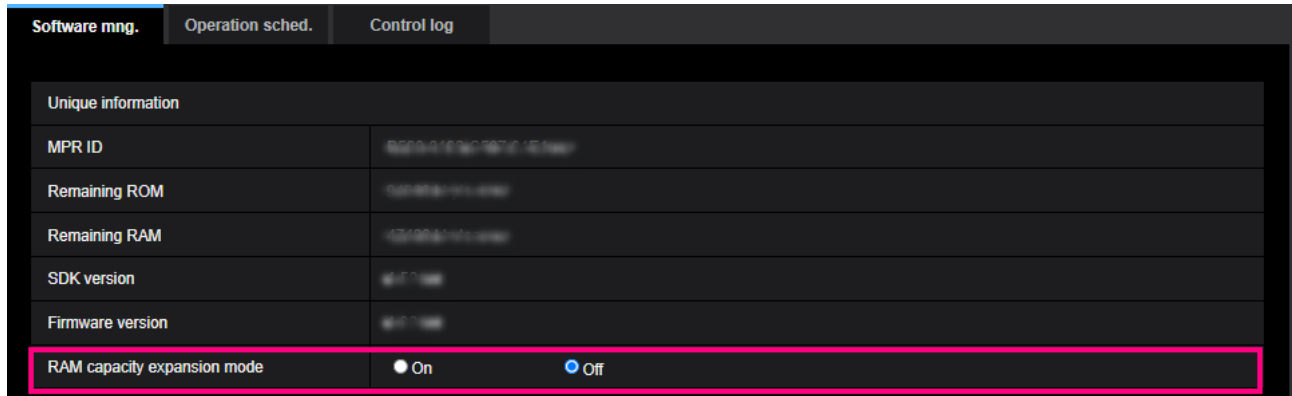 Software mng. Operation sched. Control log
Unique information
MPR ID
Remaining ROM
Remaining RAM
SDK version
Firmware version
RAM capacity expansion mode On Off